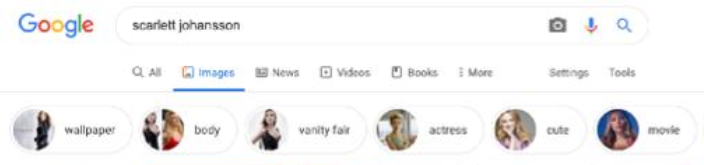 Google scarlett johansson
All Images News Videos Books More Settings Tools
wallpaper body vanity fair actress cute movie